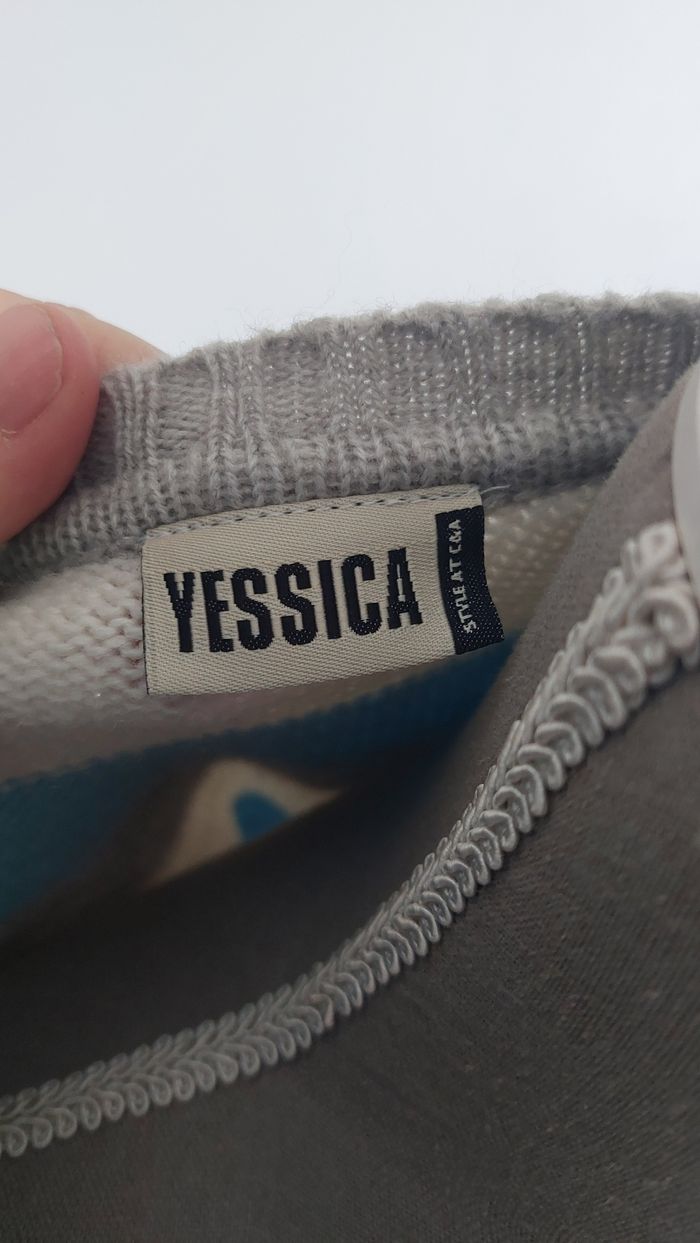 YESSICA
STYLE AT C&A